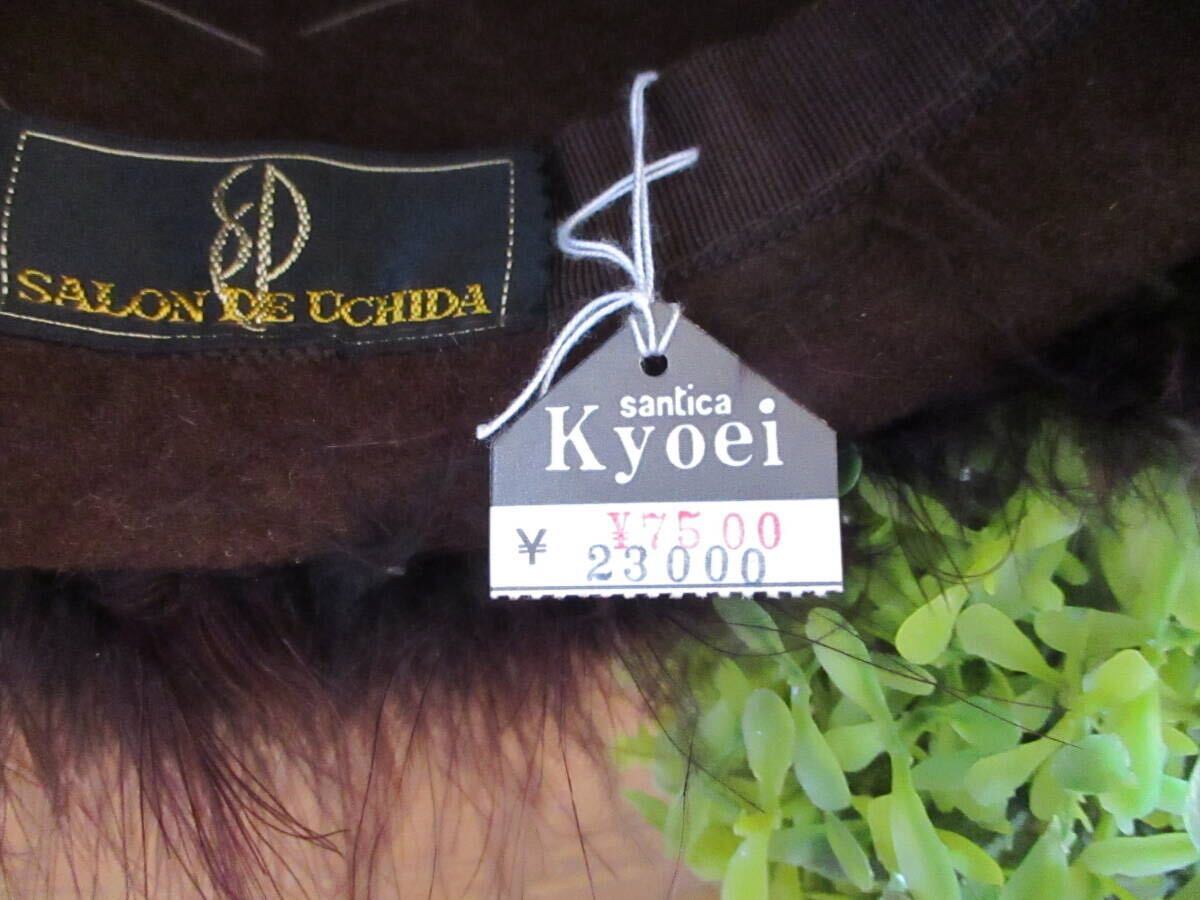 SALON DE UCHIDA
santica
Kyoei
¥7500
¥ 23000